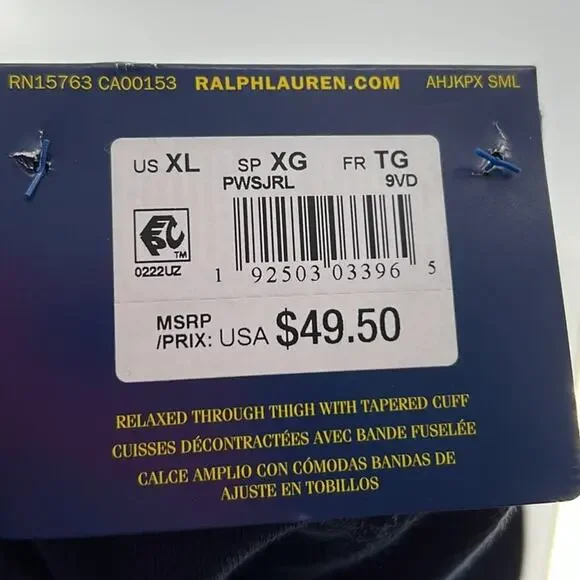 RN15763 CA00153 RALPHLAUREN.COM AHJKPX SML
US XL SP XG FR TG
PWSJRL 9VD
EPC TM
0222UZ
1 92503 03396 5
MSRP
/PRIX: USA $49.50
RELAXED THROUGH THIGH WITH TAPERED CUFF
CUISSES DÉCONTRACTÉES AVEC BANDE FUSELÉE
CALCE AMPLIO CON CÓMODAS BANDAS DE
AJUSTE EN TOBILLOS